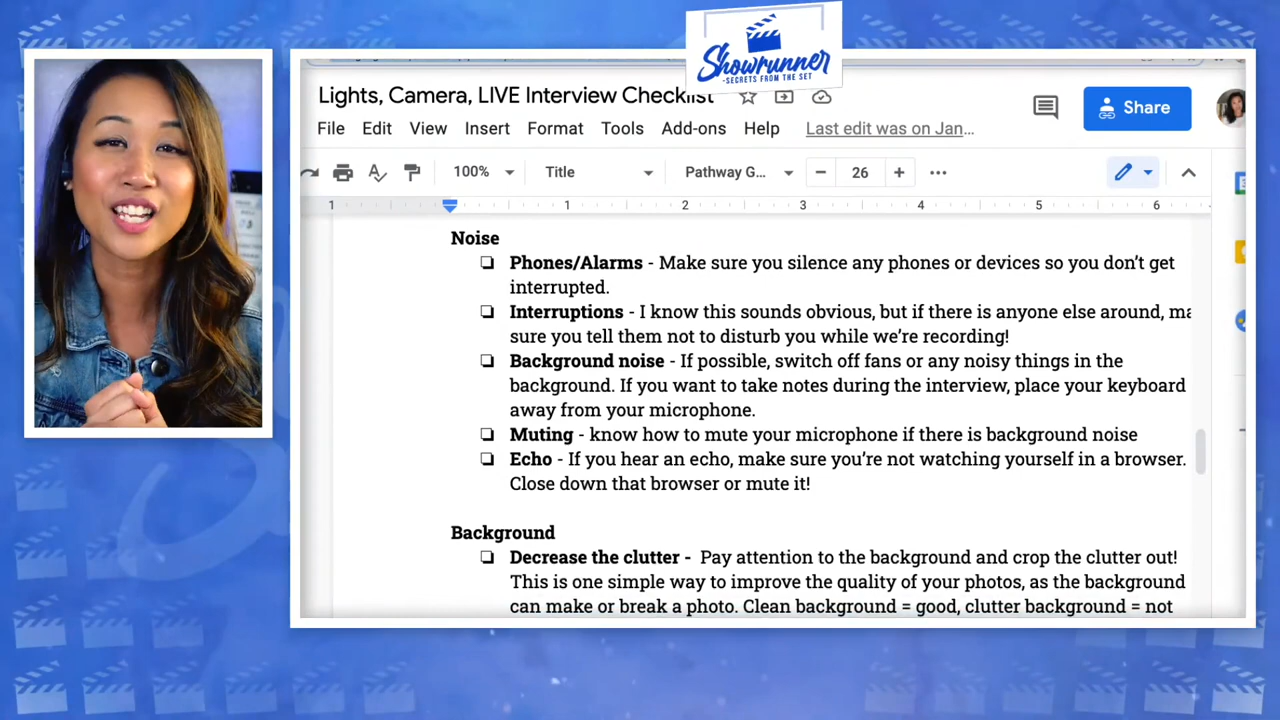 Showrunner
-SECRETS FROM THE SET-
Lights, Camera, LIVE Interview Checklist
File Edit View Insert Format Tools Add-ons Help Last edit was on Jan...
Share
100% Title Pathway G... − 26 + ...
1 1 2 3 4 5 6
Noise
❏ Phones/Alarms - Make sure you silence any phones or devices so you don’t get
interrupted.
❏ Interruptions - I know this sounds obvious, but if there is anyone else around, ma
sure you tell them not to disturb you while we’re recording!
❏ Background noise - If possible, switch off fans or any noisy things in the
background. If you want to take notes during the interview, place your keyboard
away from your microphone.
❏ Muting - know how to mute your microphone if there is background noise
❏ Echo - If you hear an echo, make sure you’re not watching yourself in a browser.
Close down that browser or mute it!
Background
❏ Decrease the clutter - Pay attention to the background and crop the clutter out!
This is one simple way to improve the quality of your photos, as the background
can make or break a photo. Clean background = good, clutter background = not